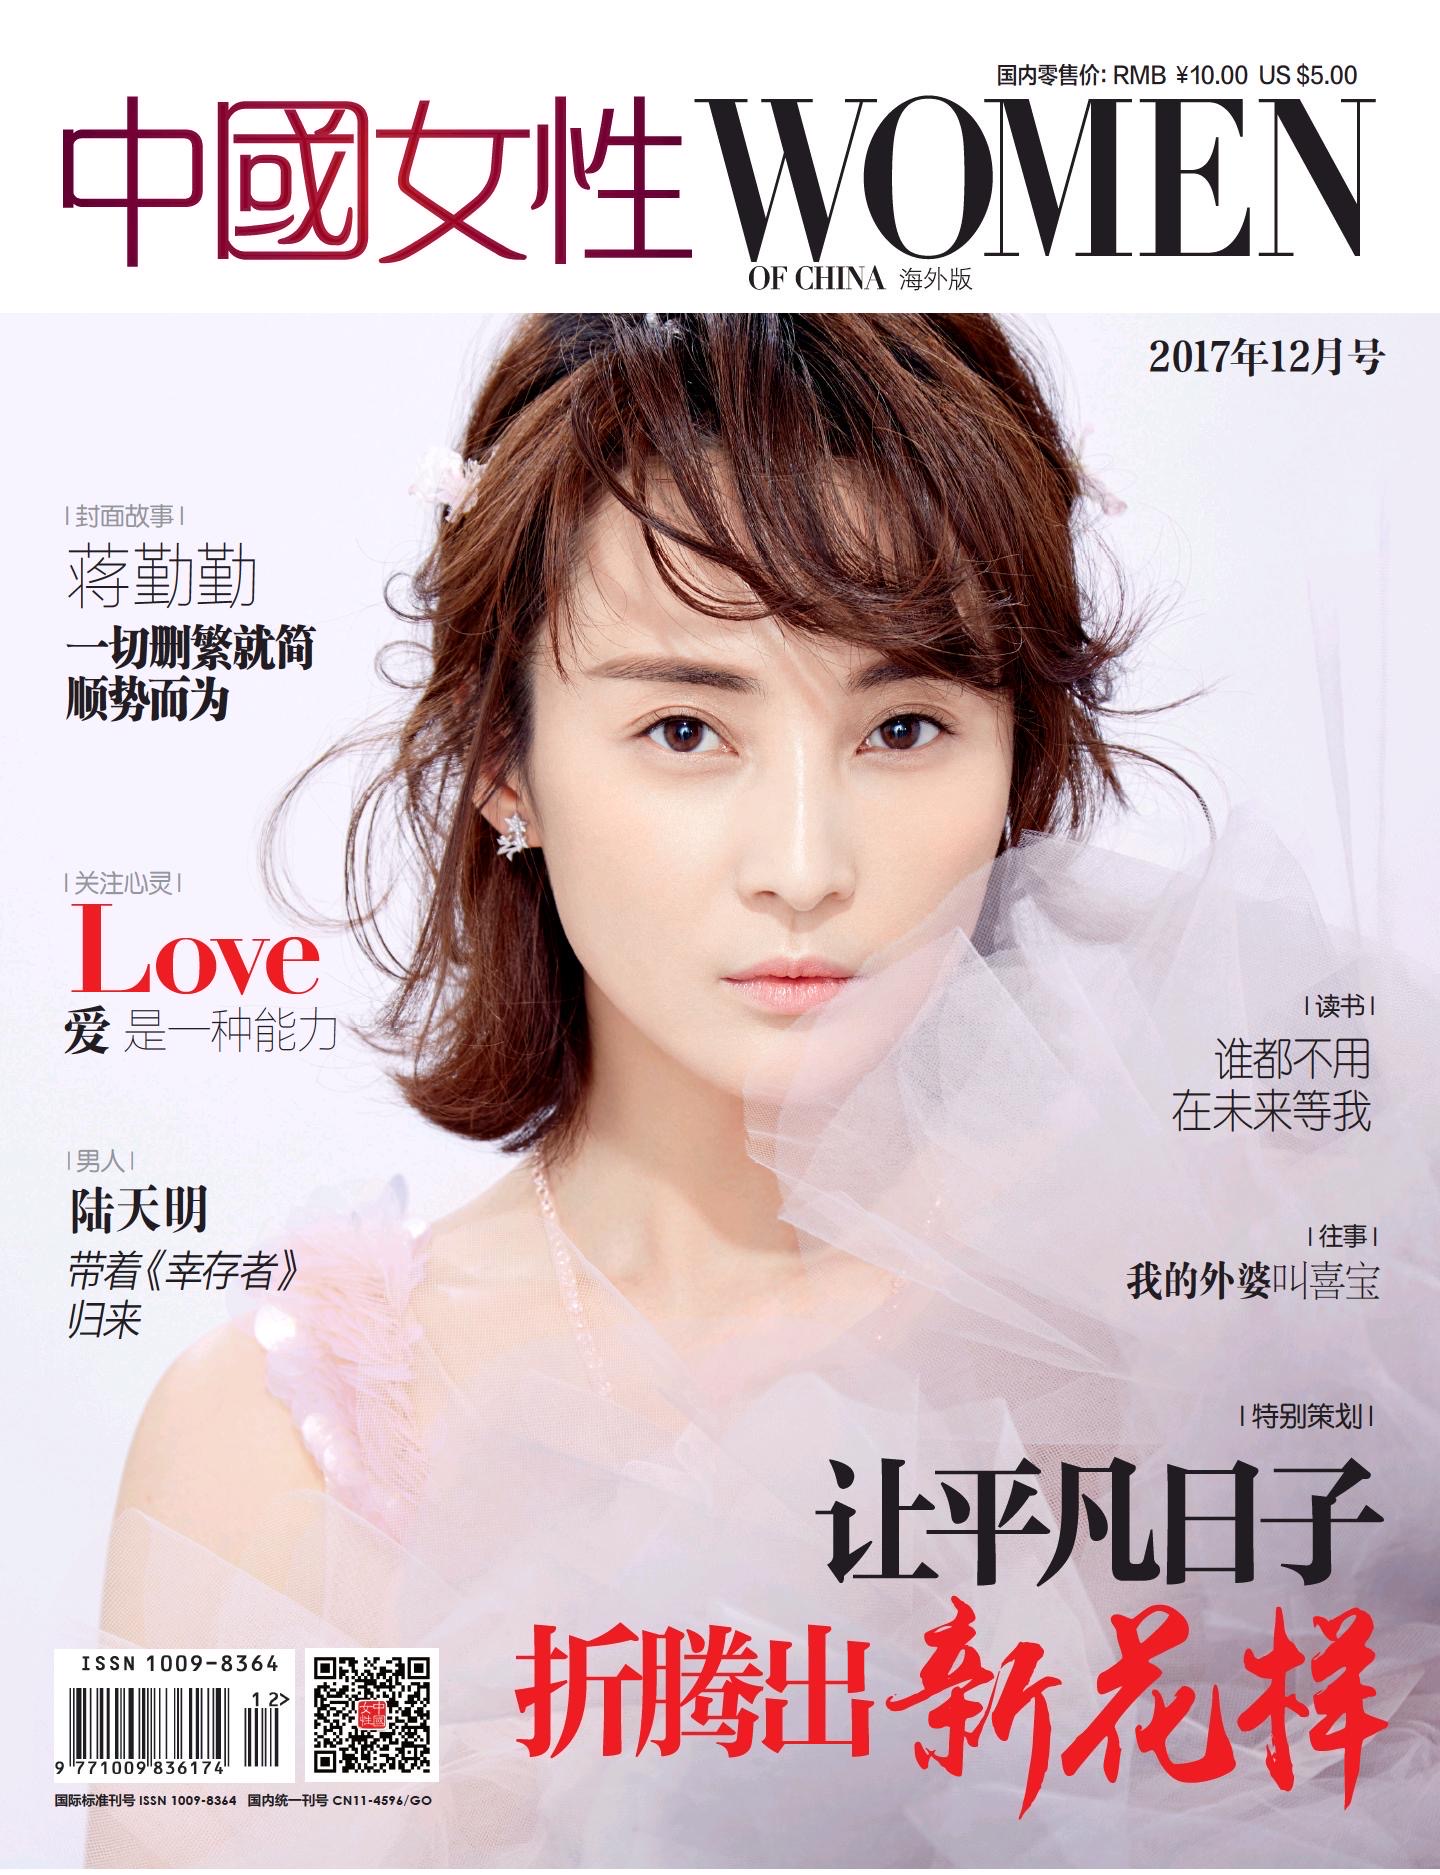 国内零售价: RMB ¥10.00 US $5.00
中國女性 WOMEN
OF CHINA 海外版
2017年12月号
|封面故事|
蒋勤勤
一切删繁就简
顺势而为
|关注心灵|
Love
爱 是一种能力
|男人|
陆天明
带着《幸存者》
归来
|读书|
谁都不用
在未来等我
|往事|
我的外婆叫喜宝
|特别策划|
让平凡日子
折腾出新花样
ISSN 1009-8364
12>
9 771009 836174
中國女性
国际标准刊号 ISSN 1009-8364 国内统一刊号 CN11-4596/GO